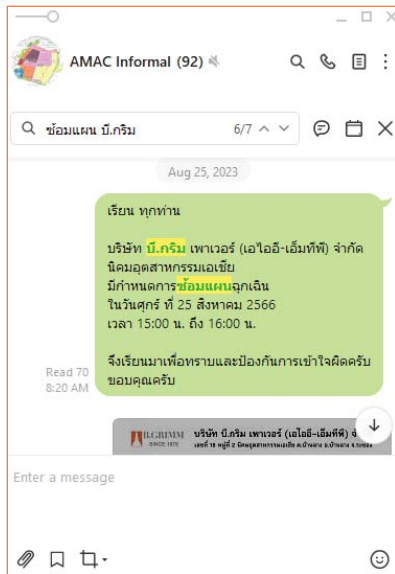 AMAC Informal (92)
ซ้อมแผน บี.กริม
6/7
Aug 25, 2023
เรียน ทุกท่าน
บริษัท บี.กริม เพาเวอร์ (เอไออี-เอ็มทีพี) จำกัด
นิคมอุตสาหกรรมเอเชีย
มีกำหนดการซ้อมแผนฉุกเฉิน
ในวันศุกร์ ที่ 25 สิงหาคม 2566
เวลา 15:00 น. ถึง 16:00 น.
จึงเรียนมาเพื่อทราบและป้องกันการเข้าใจผิดครับ
ขอบคุณครับ
Read 70
8:20 AM
B.GRIMM
SINCE 1878
บริษัท บี.กริม เพาเวอร์ (เอไออี-เอ็มทีพี)
Enter a message